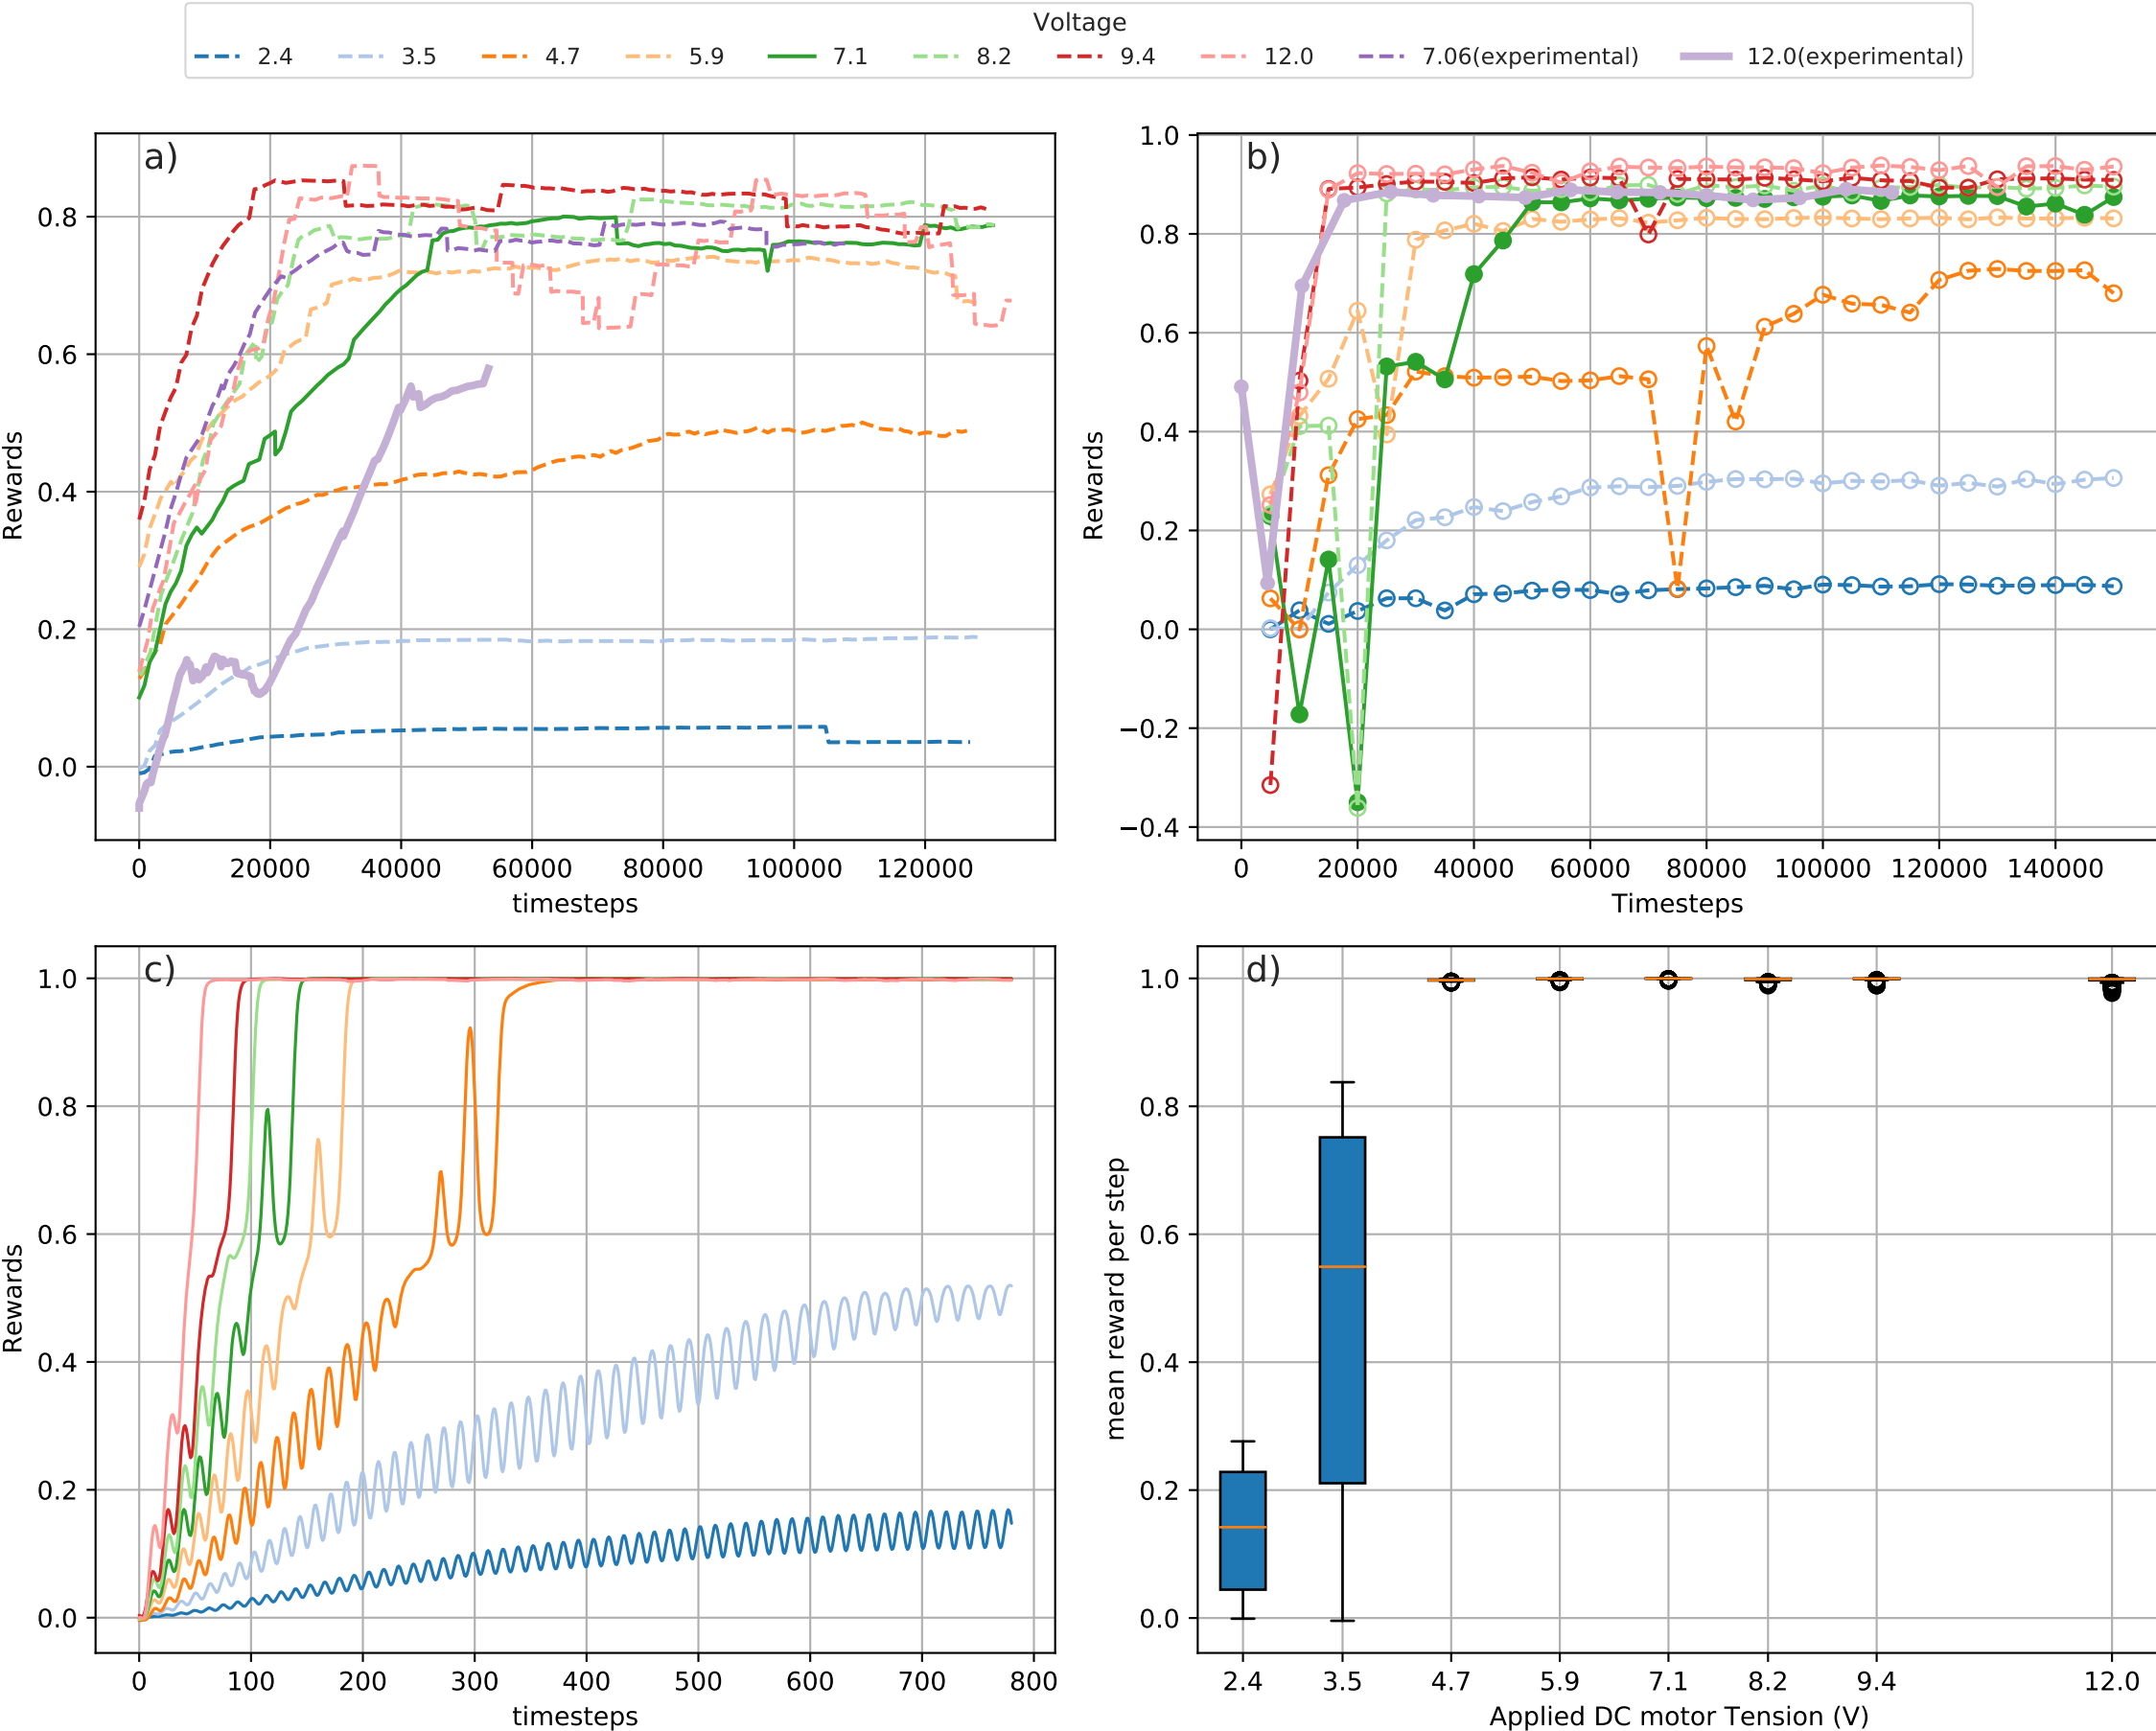 Voltage
2.4 3.5 4.7 5.9 7.1 8.2 9.4 12.0 7.06(experimental) 12.0(experimental)
a)
Rewards
0.8
0.6
0.4
0.2
0.0
0 20000 40000 60000 80000 100000 120000
timesteps
b)
Rewards
1.0
0.8
0.6
0.4
0.2
0.0
−0.2
−0.4
0 20000 40000 60000 80000 100000 120000 140000
Timesteps
c)
Rewards
1.0
0.8
0.6
0.4
0.2
0.0
0 100 200 300 400 500 600 700 800
timesteps
d)
mean reward per step
1.0
0.8
0.6
0.4
0.2
0.0
2.4 3.5 4.7 5.9 7.1 8.2 9.4 12.0
Applied DC motor Tension (V)